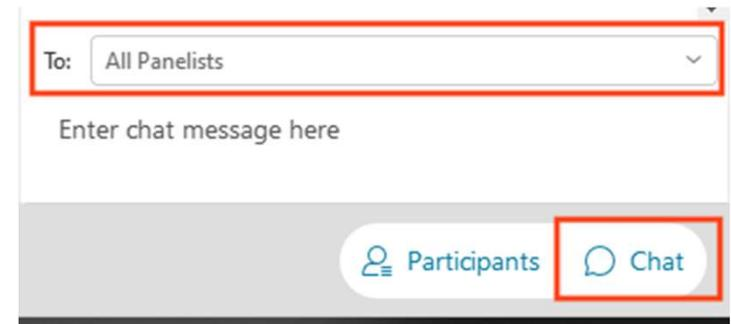 To: All Panelists
Enter chat message here
Participants Chat